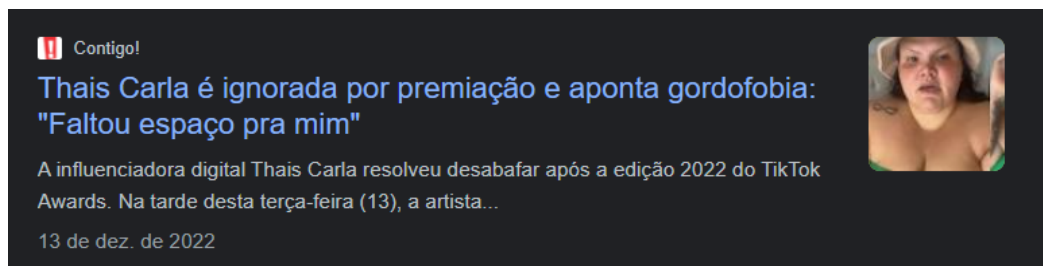 Contigo!
Thais Carla é ignorada por premiação e aponta gordofobia:
"Faltou espaço pra mim"
A influenciadora digital Thais Carla resolveu desabafar após a edição 2022 do TikTok
Awards. Na tarde desta terça-feira (13), a artista...
13 de dez. de 2022